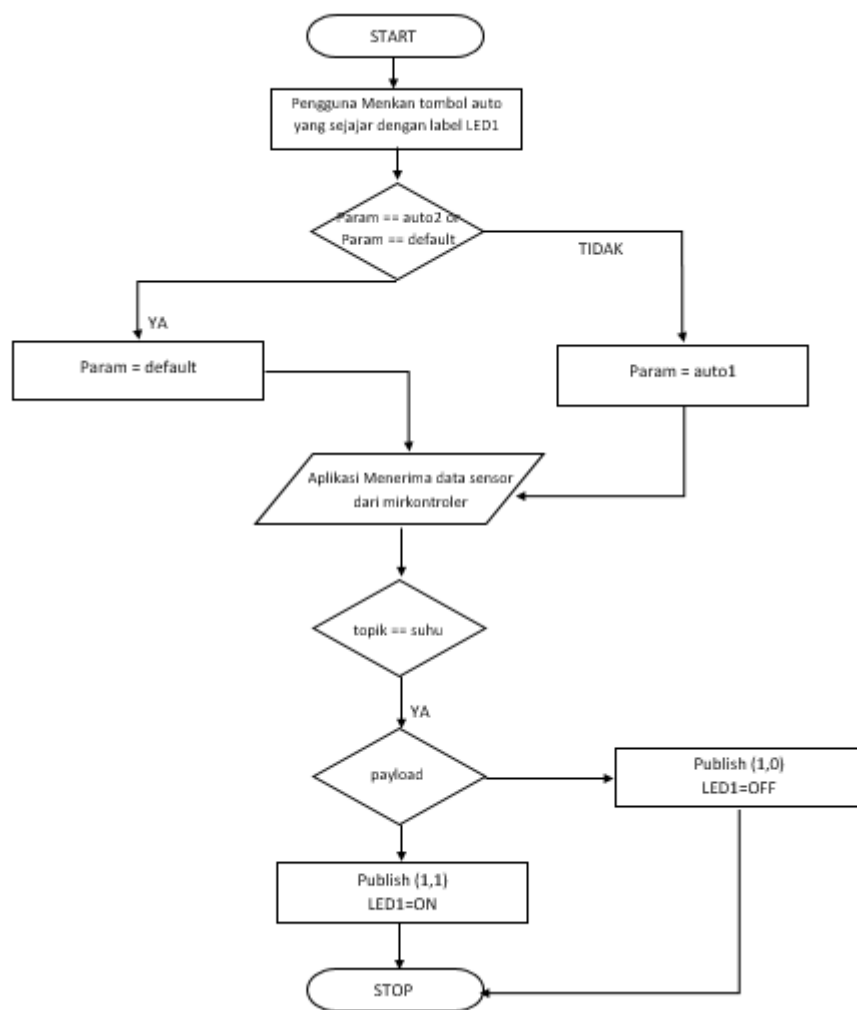 START
Pengguna Menkan tombol auto
yang sejajar dengan label LED1
Param == auto2 or
Param == default
TIDAK
YA
Param = default
Param = auto1
Aplikasi Menerima data sensor
dari mirkontroler
topik == suhu
YA
payload
Publish (1,0)
LED1=OFF
Publish (1,1)
LED1=ON
STOP